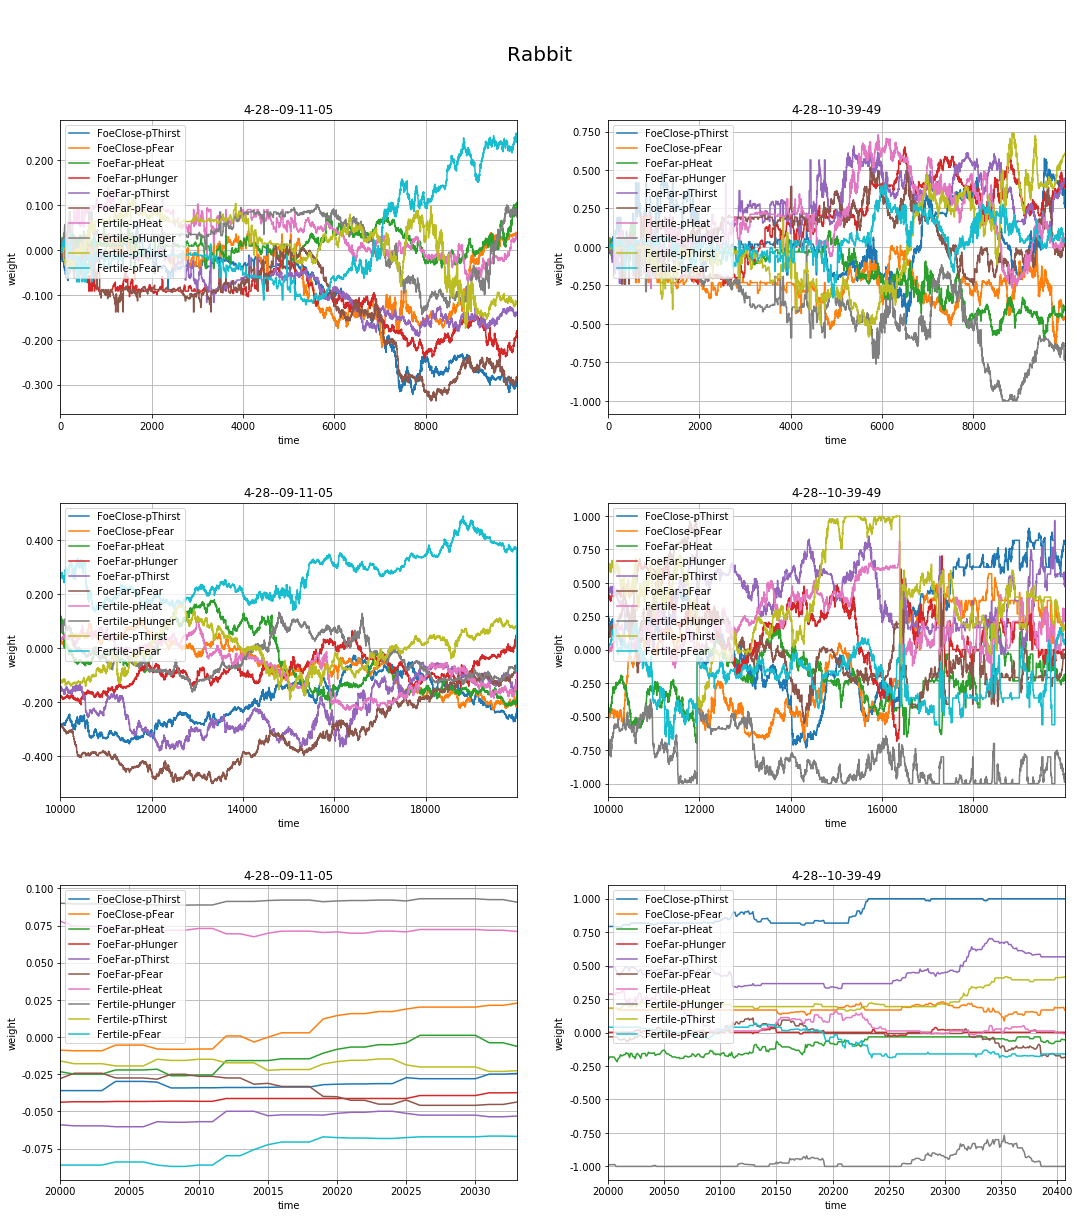 Rabbit
4-28--09-11-05
weight
0.200
0.100
0.000
-0.100
-0.200
-0.300
FoeClose-pThirst
FoeClose-pFear
FoeFar-pHeat
FoeFar-pHunger
FoeFar-pThirst
FoeFar-pFear
Fertile-pHeat
Fertile-pHunger
Fertile-pThirst
Fertile-pFear
0 2000 4000 6000 8000
time
4-28--10-39-49
weight
0.750
0.500
0.250
0.000
-0.250
-0.500
-0.750
-1.000
FoeClose-pThirst
FoeClose-pFear
FoeFar-pHeat
FoeFar-pHunger
FoeFar-pThirst
FoeFar-pFear
Fertile-pHeat
Fertile-pHunger
Fertile-pThirst
Fertile-pFear
0 2000 4000 6000 8000
time
4-28--09-11-05
weight
0.400
0.200
0.000
-0.200
-0.400
FoeClose-pThirst
FoeClose-pFear
FoeFar-pHeat
FoeFar-pHunger
FoeFar-pThirst
FoeFar-pFear
Fertile-pHeat
Fertile-pHunger
Fertile-pThirst
Fertile-pFear
10000 12000 14000 16000 18000
time
4-28--10-39-49
weight
1.000
0.750
0.500
0.250
0.000
-0.250
-0.500
-0.750
-1.000
FoeClose-pThirst
FoeClose-pFear
FoeFar-pHeat
FoeFar-pHunger
FoeFar-pThirst
FoeFar-pFear
Fertile-pHeat
Fertile-pHunger
Fertile-pThirst
Fertile-pFear
10000 12000 14000 16000 18000
time
4-28--09-11-05
weight
0.100
0.075
0.050
0.025
0.000
-0.025
-0.050
-0.075
FoeClose-pThirst
FoeClose-pFear
FoeFar-pHeat
FoeFar-pHunger
FoeFar-pThirst
FoeFar-pFear
Fertile-pHeat
Fertile-pHunger
Fertile-pThirst
Fertile-pFear
20000 20005 20010 20015 20020 20025 20030
time
4-28--10-39-49
weight
1.000
0.750
0.500
0.250
0.000
-0.250
-0.500
-0.750
-1.000
FoeClose-pThirst
FoeClose-pFear
FoeFar-pHeat
FoeFar-pHunger
FoeFar-pThirst
FoeFar-pFear
Fertile-pHeat
Fertile-pHunger
Fertile-pThirst
Fertile-pFear
20000 20050 20100 20150 20200 20250 20300 20350 20400
time